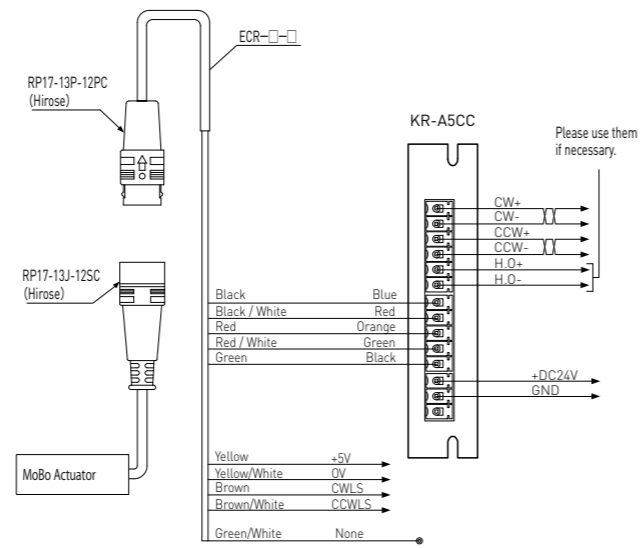 ECR-□-□
RP17-13P-12PC
(Hirose)
KR-A5CC
Please use them
if necessary.
CW+
CW-
CCW+
CCW-
H.O+
H.O-
RP17-13J-12SC
(Hirose)
Black Blue
Black / White Red
Red Orange
Red / White Green
Green Black
+DC24V
GND
MoBo Actuator
Yellow +5V
Yellow/White 0V
Brown CWLS
Brown/White CCWLS
Green/White None